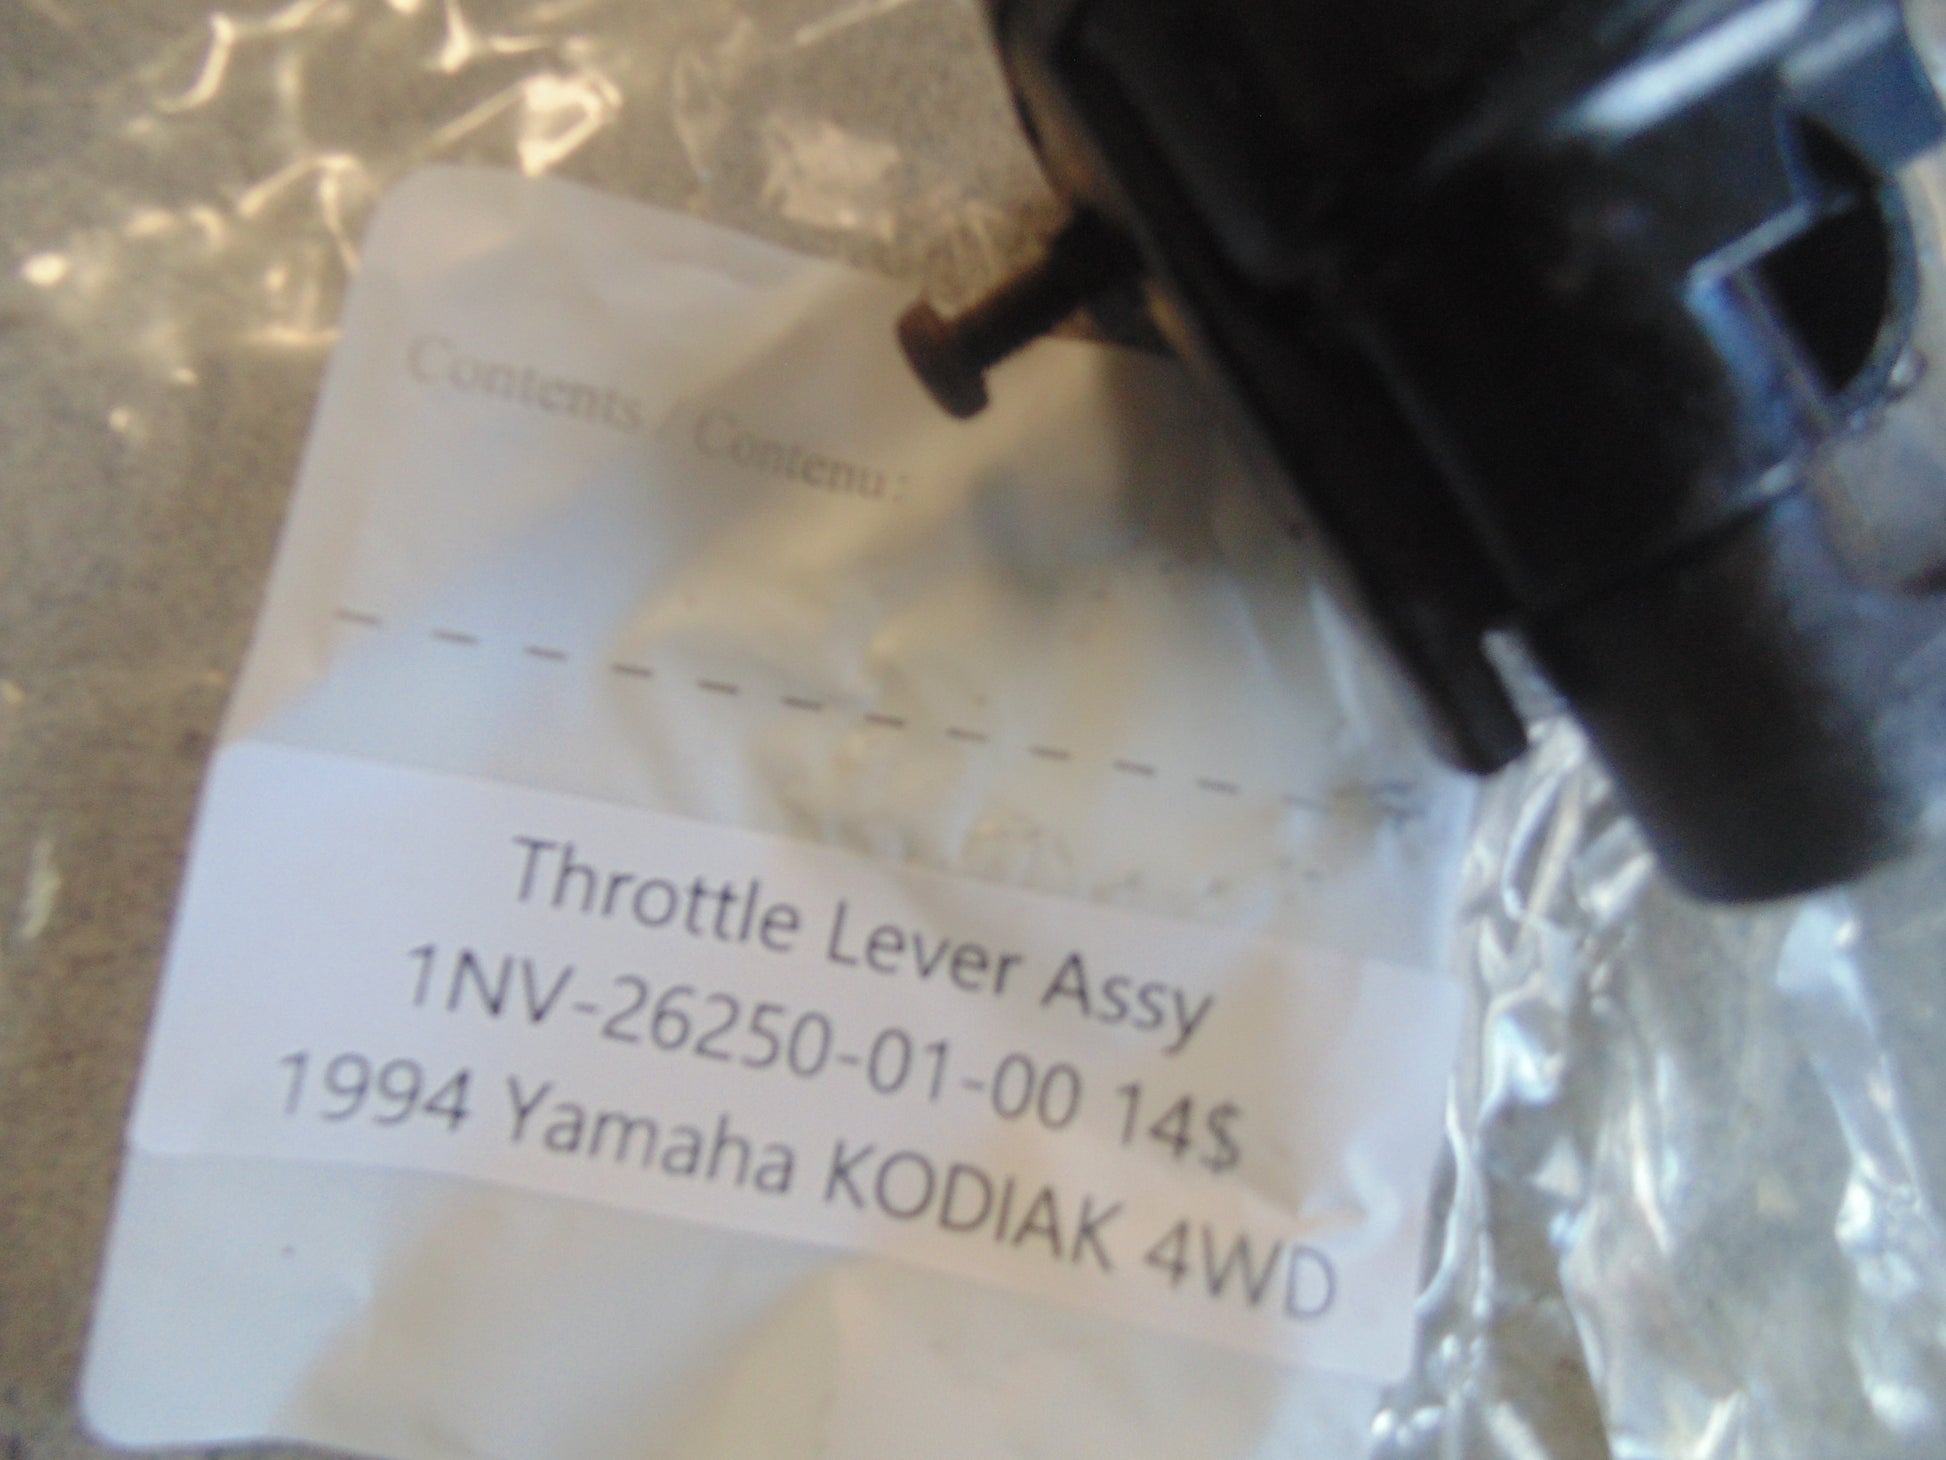 Contents / Contenu:
Throttle Lever Assy
1NV-26250-01-00 14$
1994 Yamaha KODIAK 4WD